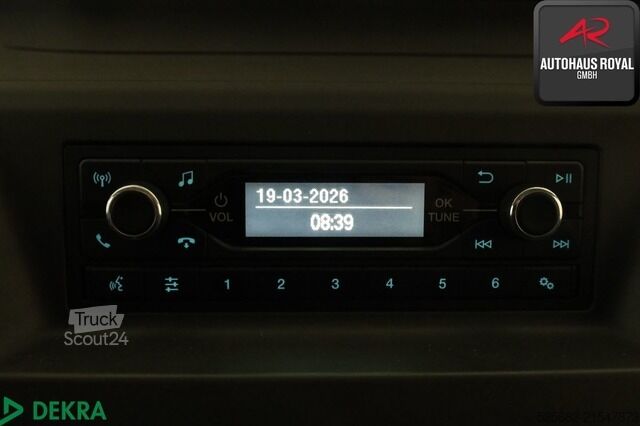 AR
AUTOHAUS ROYAL
GMBH
19-03-2026
08:39
VOL
OK
TUNE
1 2 3 4 5 6
Truck
Scout24
DEKRA